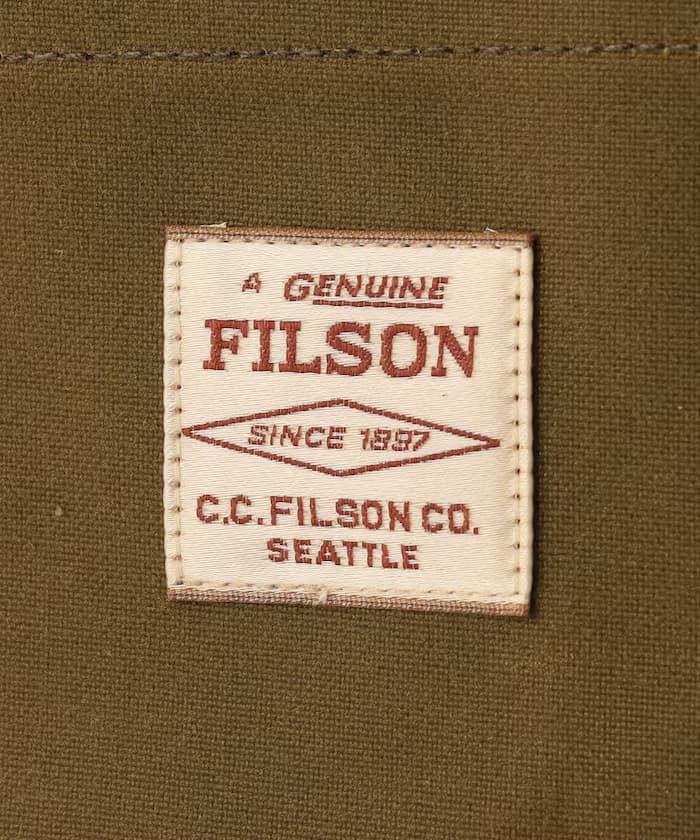 A GENUINE
FILSON
SINCE 1897
C.C. FILSON CO.
SEATTLE